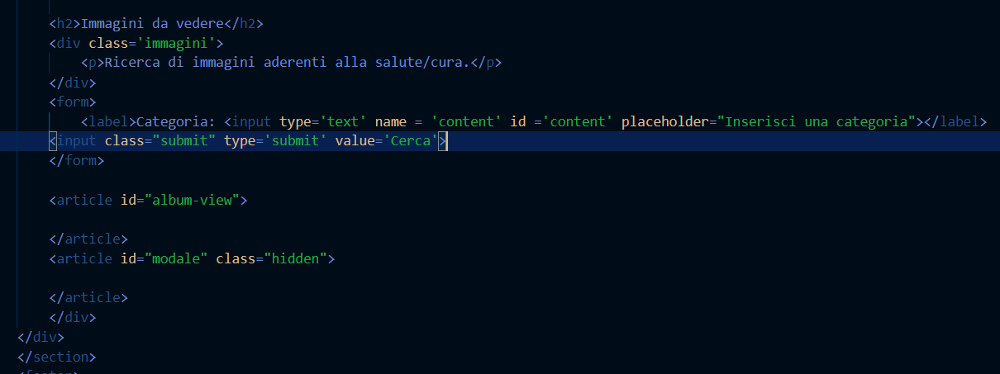 <h2>Immagini da vedere</h2>
<div class='immagini'>
<p>Ricerca di immagini aderenti alla salute/cura.</p>
</div>
<form>
<label>Categoria: <input type='text' name = 'content' id ='content' placeholder="Inserisci una categoria"></label>
<input class="submit" type='submit' value='Cerca'>
</form>
<article id="album-view">
</article>
<article id="modale" class="hidden">
</article>
</div>
</div>
</section>